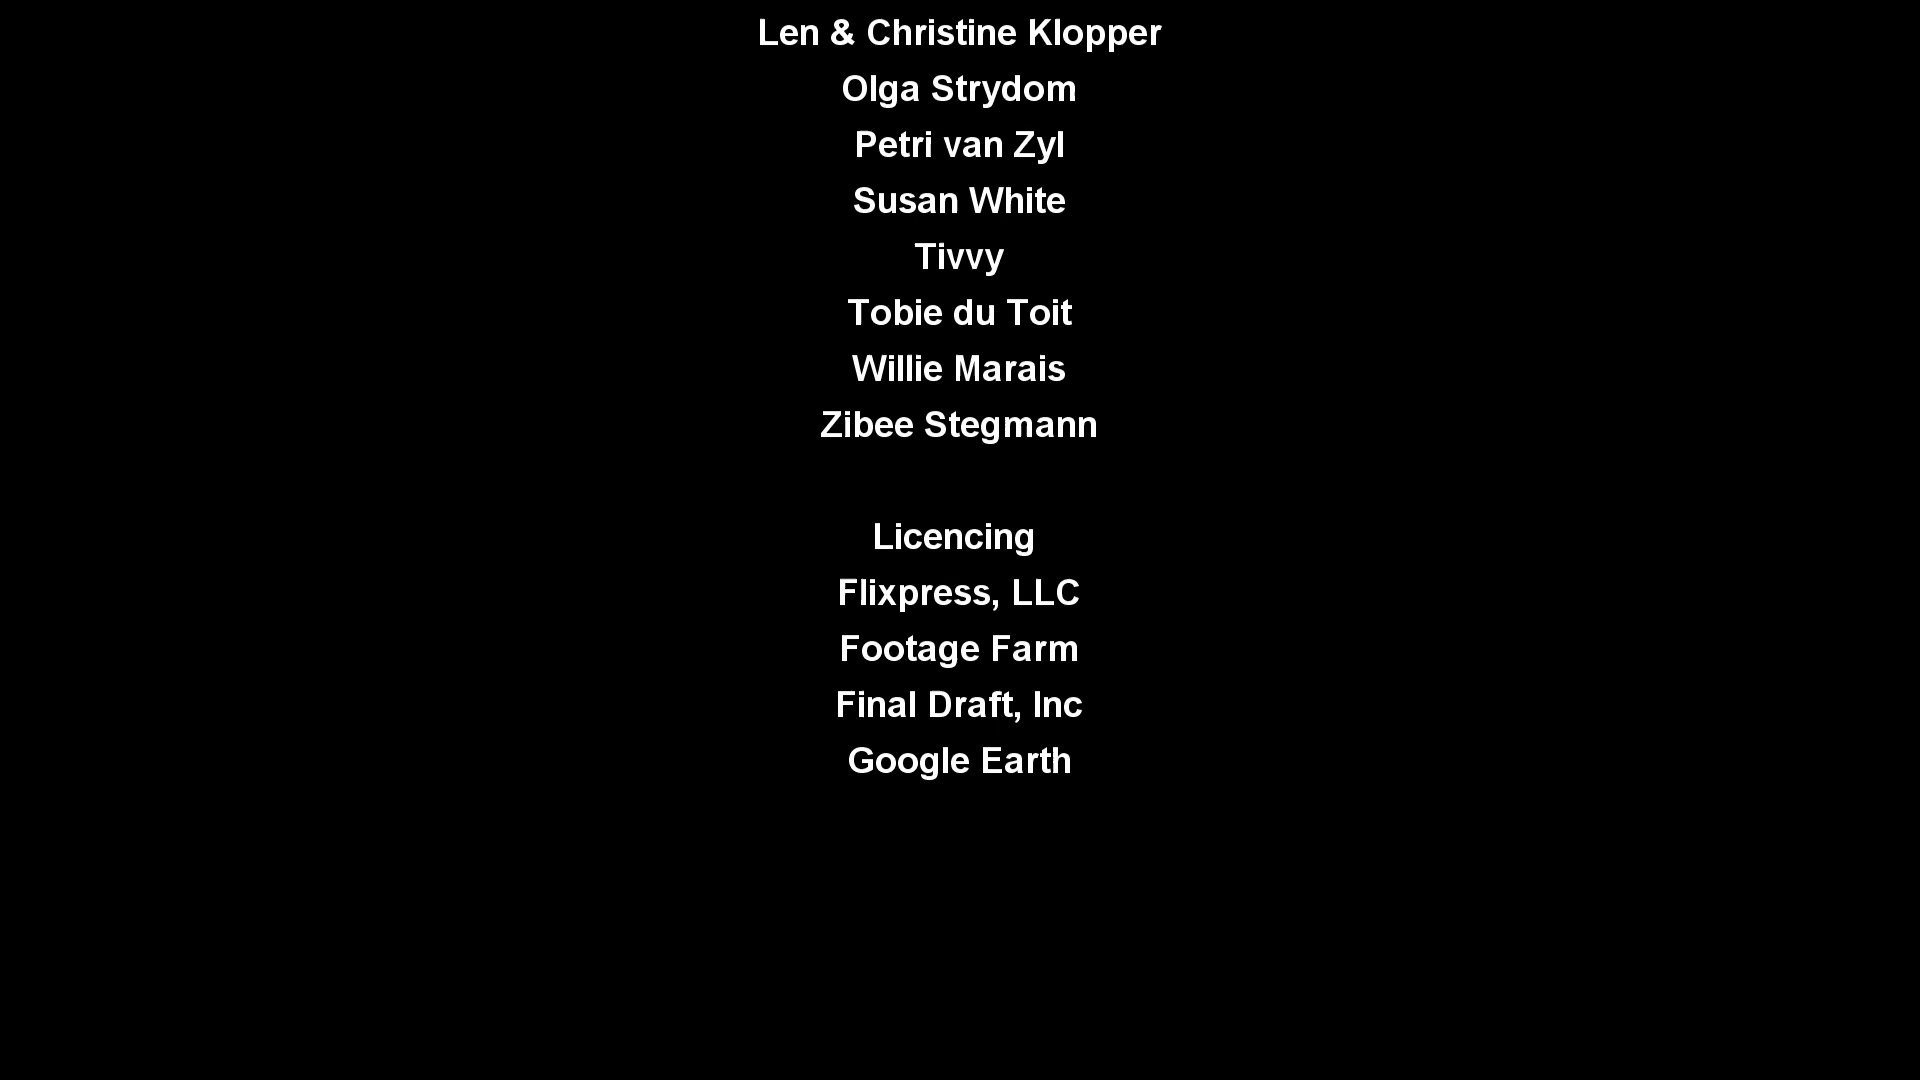 Len & Christine Klopper
Olga Strydom
Petri van Zyl
Susan White
Tivvy
Tobie du Toit
Willie Marais
Zibee Stegmann
Licencing
Flixpress, LLC
Footage Farm
Final Draft, Inc
Google Earth